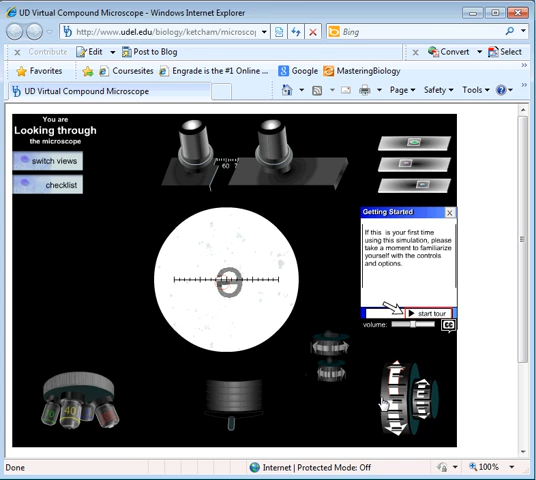 UD Virtual Compound Microscope - Windows Internet Explorer
http://www.udel.edu/biology/ketcham/microscop
Bing
x Contribute Edit Post to Blog
x Convert Select
Favorites Coursesites Engrade is the #1 Online ... Google MasteringBiology
UD Virtual Compound Microscope
Page Safety Tools
You are
Looking through
the microscope
switch views
checklist
60 7
Getting Started
If this is your first time
using this simulation, please
take a moment to familiarize
yourself with the controls
and options.
start tour
volume:
CC
e
40
Done
Internet | Protected Mode: Off
100%